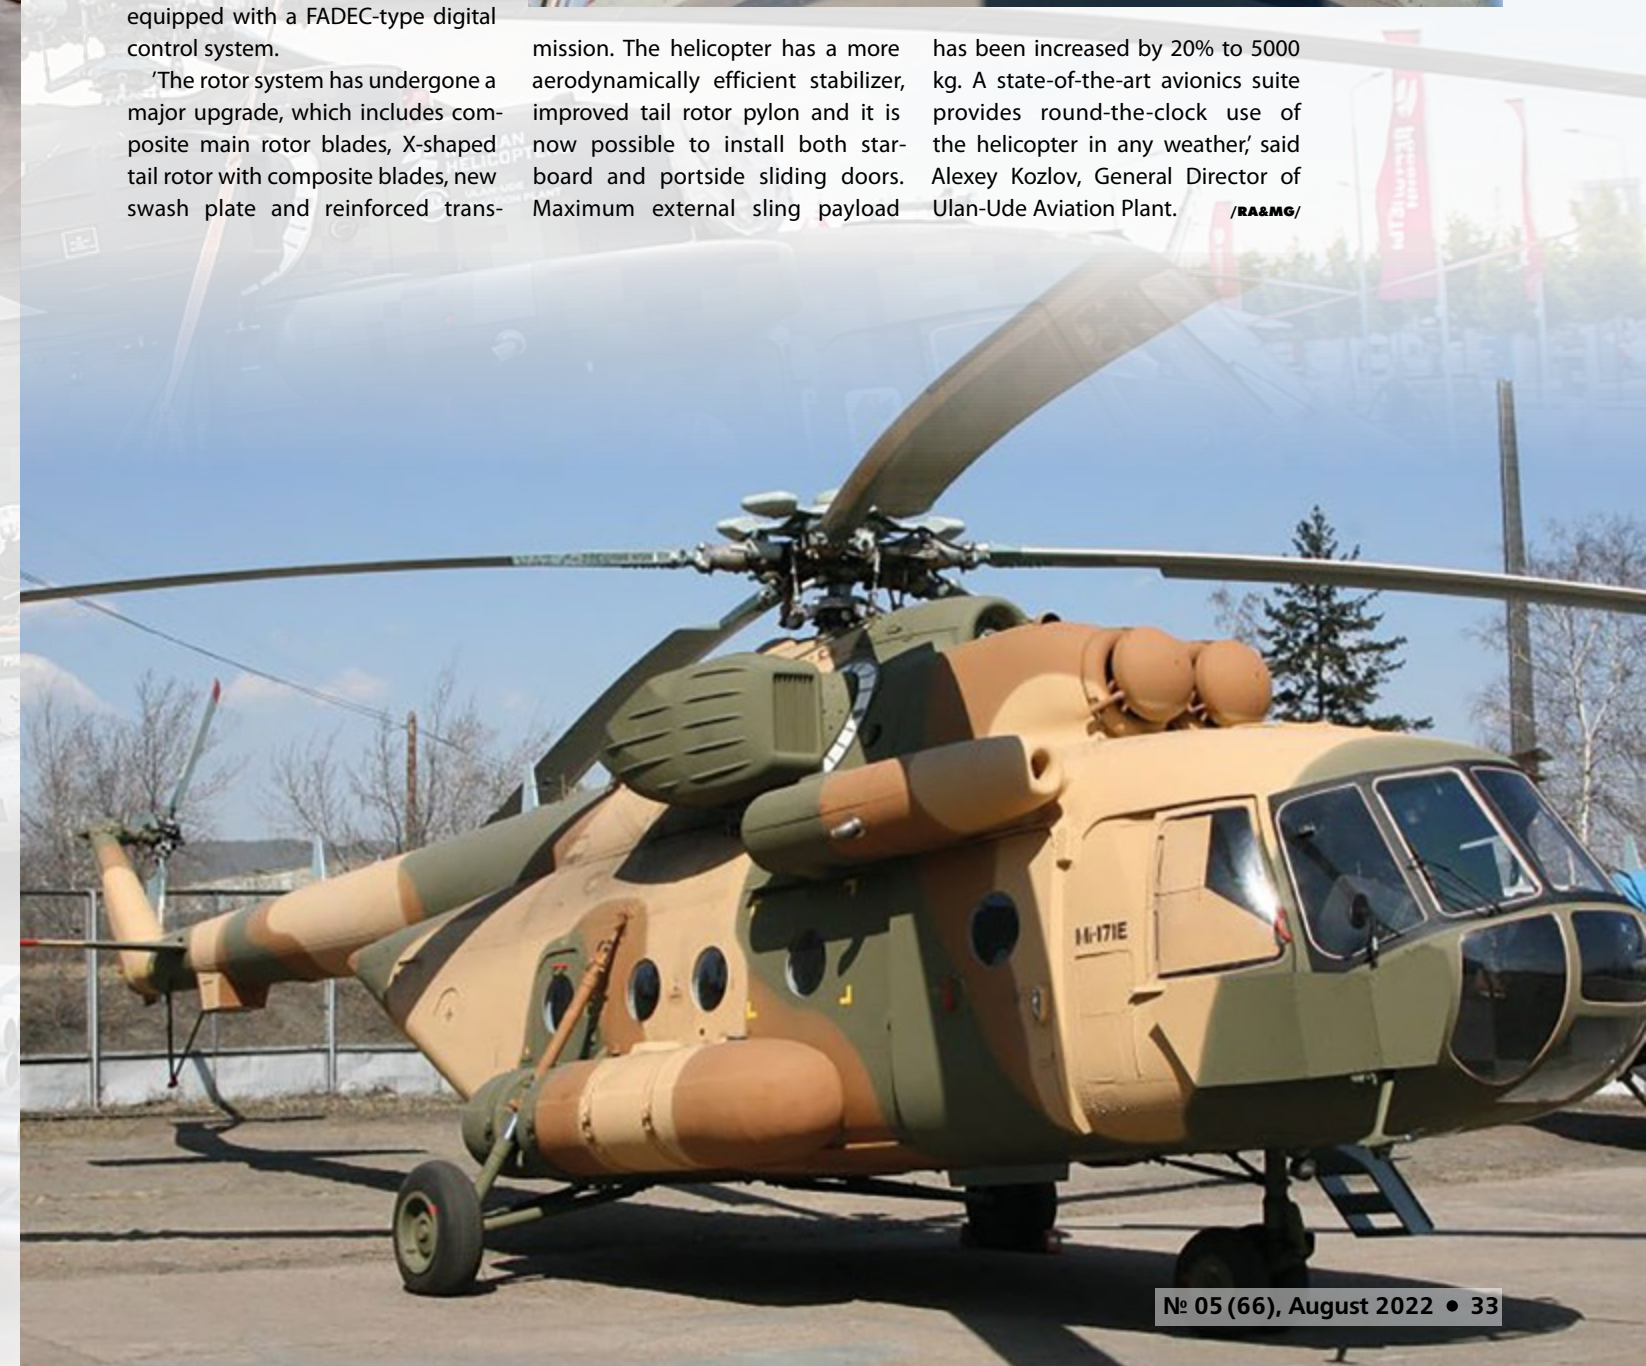 equipped with a FADEC-type digital
control system.
'The rotor system has undergone a
major upgrade, which includes com-
posite main rotor blades, X-shaped
tail rotor with composite blades, new
swash plate and reinforced trans-
mission. The helicopter has a more
aerodynamically efficient stabilizer,
improved tail rotor pylon and it is
now possible to install both star-
board and portside sliding doors.
Maximum external sling payload
has been increased by 20% to 5000
kg. A state-of-the-art avionics suite
provides round-the-clock use of
the helicopter in any weather,' said
Alexey Kozlov, General Director of
Ulan-Ude Aviation Plant.
/RA&MG/
HELICOPTER
Mi-171E
№ 05 (66), August 2022 • 33